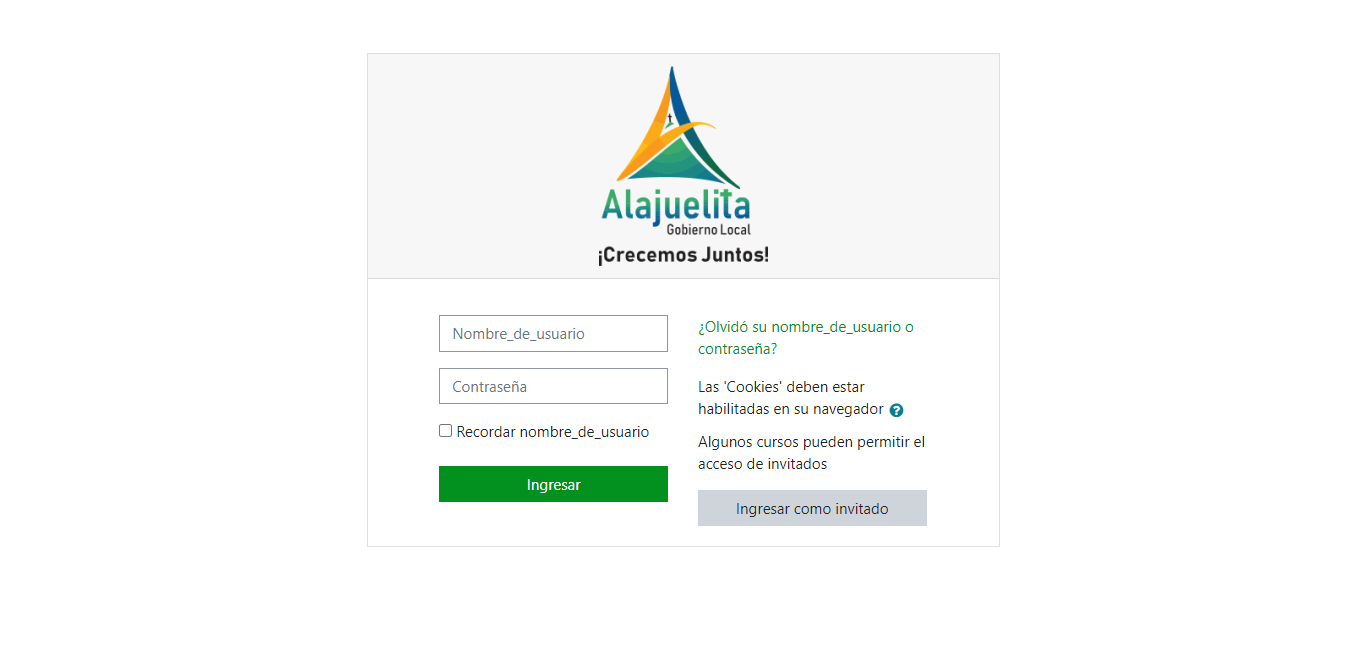 Alajuelita
Gobierno Local
¡Crecemos Juntos!
Nombre_de_usuario
Contraseña
Recordar nombre_de_usuario
Ingresar
¿Olvidó su nombre_de_usuario o
contraseña?
Las 'Cookies' deben estar
habilitadas en su navegador
Algunos cursos pueden permitir el
acceso de invitados
Ingresar como invitado